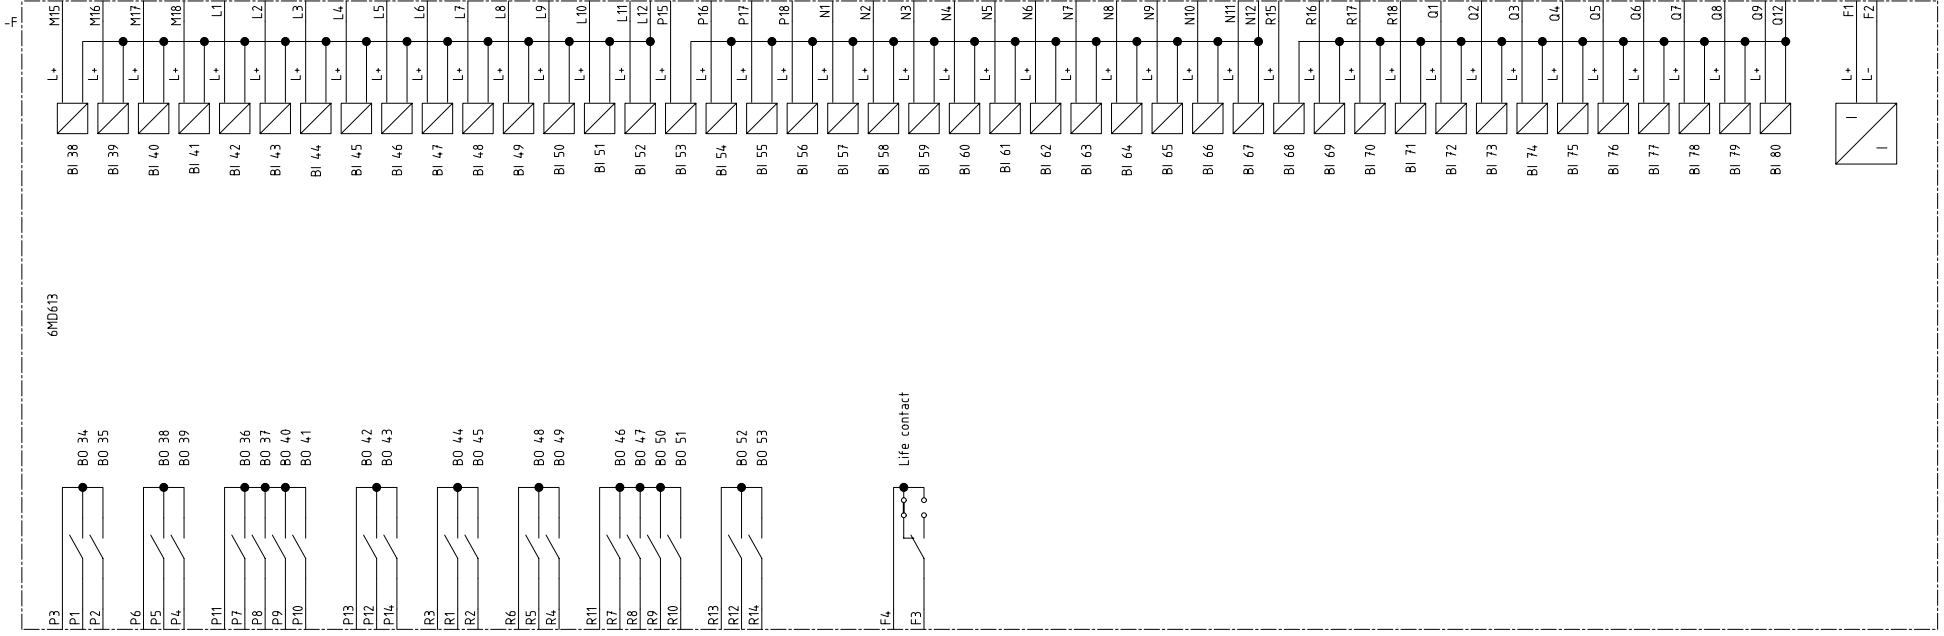 -F
M15 M16 M17 M18 L1 L2 L3 L4 L5 L6 L7 L8 L9 L10 L11 L12 P15 P16 P17 P18 N1 N2 N3 N4 N5 N6 N7 N8 N9 N10 N11 N12 R15 R16 R17 R18 Q1 Q2 Q3 Q4 Q5 Q6 Q7 Q8 Q9 Q12 F1 F2
L+ L+ L+ L+ L+ L+ L+ L+ L+ L+ L+ L+ L+ L+ L+ L+ L+ L+ L+ L+ L+ L+ L+ L+ L+ L+ L+ L+ L+ L+ L+ L+ L+ L+ L+ L+ L+ L+ L+ L+ L+ L+ L+ L-
BI 38 BI 39 BI 40 BI 41 BI 42 BI 43 BI 44 BI 45 BI 46 BI 47 BI 48 BI 49 BI 50 BI 51 BI 52 BI 53 BI 54 BI 55 BI 56 BI 57 BI 58 BI 59 BI 60 BI 61 BI 62 BI 63 BI 64 BI 65 BI 66 BI 67 BI 68 BI 69 BI 70 BI 71 BI 72 BI 73 BI 74 BI 75 BI 76 BI 77 BI 78 BI 79 BI 80
6MD613
BO 34 BO 35 BO 38 BO 39 BO 36 BO 37 BO 40 BO 41 BO 42 BO 43 BO 44 BO 45 BO 48 BO 49 BO 46 BO 47 BO 50 BO 51 BO 52 BO 53 Life contact
P3 P1 P2 P6 P5 P4 P11 P7 P8 P9 P10 P13 P12 P14 R3 R1 R2 R6 R5 R4 R11 R7 R8 R9 R10 R13 R12 R14 F4 F3